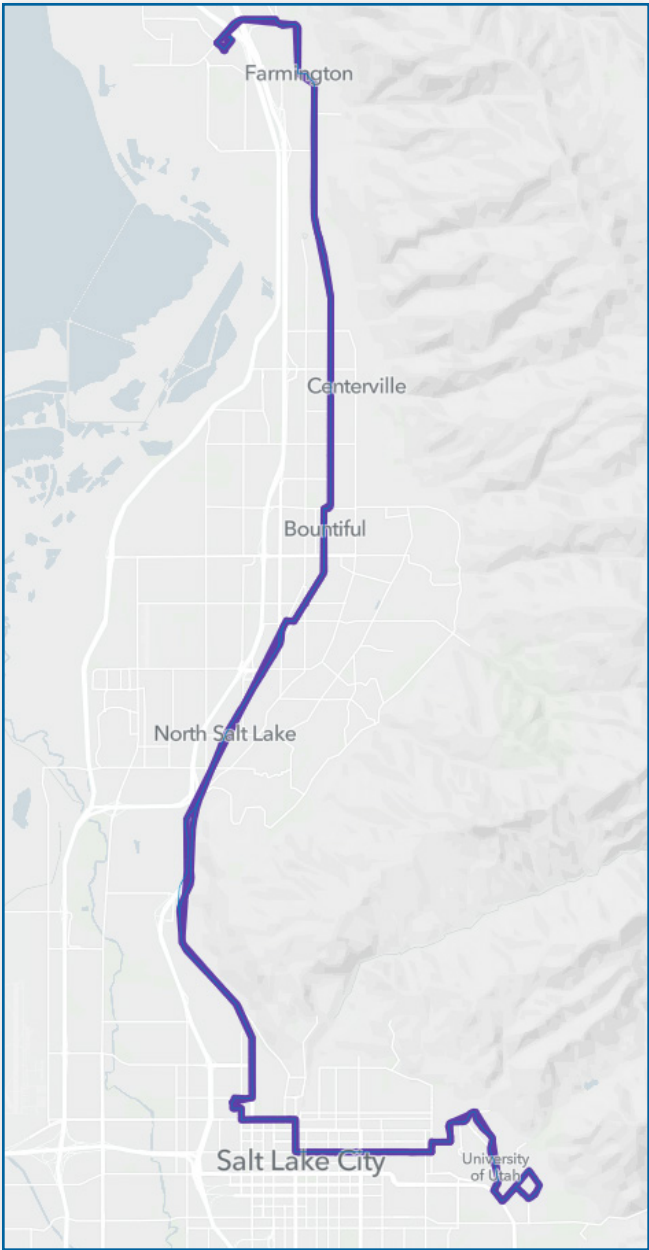 Farmington
Centerville
Bountiful
North Salt Lake
Salt Lake City
University
of Utah